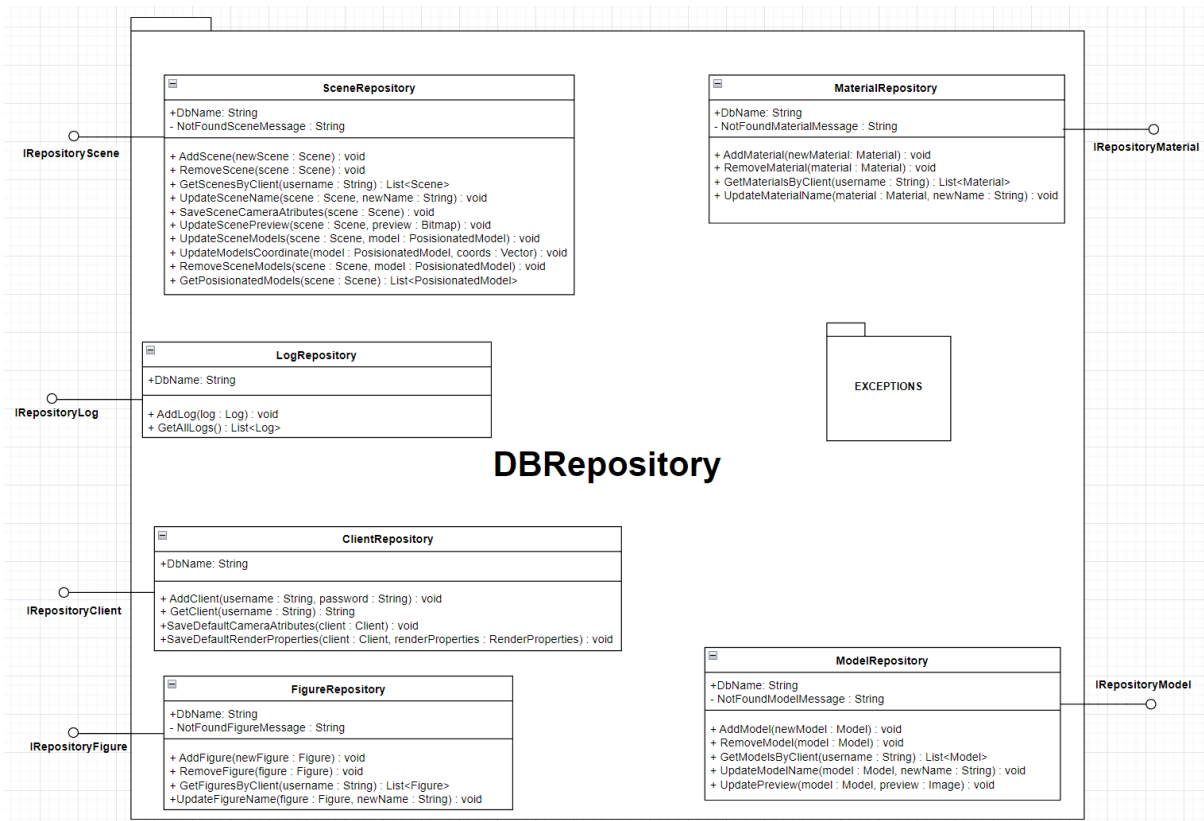 SceneRepository
+DbName: String
- NotFoundSceneMessage : String
+ AddScene(newScene : Scene) : void
+ RemoveScene(scene : Scene) : void
+ GetScenesByClient(username : String) : List<Scene>
+ UpdateSceneName(scene : Scene, newName : String) : void
+ SaveSceneCameraAtributes(scene : Scene) : void
+ UpdateScenePreview(scene : Scene, preview : Bitmap) : void
+ UpdateSceneModels(scene : Scene, model : PosisionatedModel) : void
+ UpdateModelsCoordinate(model : PosisionatedModel, coords : Vector) : void
+ RemoveSceneModels(scene : Scene, model : PosisionatedModel) : void
+ GetPosisionatedModels(scene : Scene) : List<PosisionatedModel>
IRepositoryScene
MaterialRepository
+DbName: String
- NotFoundMaterialMessage : String
+ AddMaterial(newMaterial: Material) : void
+ RemoveMaterial(material : Material) : void
+ GetMaterialsByClient(username : String) : List<Material>
+ UpdateMaterialName(material : Material, newName : String) : void
IRepositoryMaterial
LogRepository
+DbName: String
+ AddLog(log : Log) : void
+ GetAllLogs() : List<Log>
IRepositoryLog
EXCEPTIONS
DBRepository
ClientRepository
+DbName: String
+ AddClient(username : String, password : String) : void
+ GetClient(username : String) : String
+SaveDefaultCameraAtributes(client : Client) : void
+SaveDefaultRenderProperties(client : Client, renderProperties : RenderProperties) : void
IRepositoryClient
FigureRepository
+DbName: String
- NotFoundFigureMessage : String
+ AddFigure(newFigure : Figure) : void
+ RemoveFigure(figure : Figure) : void
+ GetFiguresByClient(username : String) : List<Figure>
+UpdateFigureName(figure : Figure, newName : String) : void
IRepositoryFigure
ModelRepository
+DbName: String
- NotFoundModelMessage : String
+ AddModel(newModel : Model) : void
+ RemoveModel(model : Model) : void
+ GetModelsByClient(username : String) : List<Model>
+ UpdateModelName(model : Model, newName : String) : void
+ UpdatePreview(model : Model, preview : Image) : void
IRepositoryModel